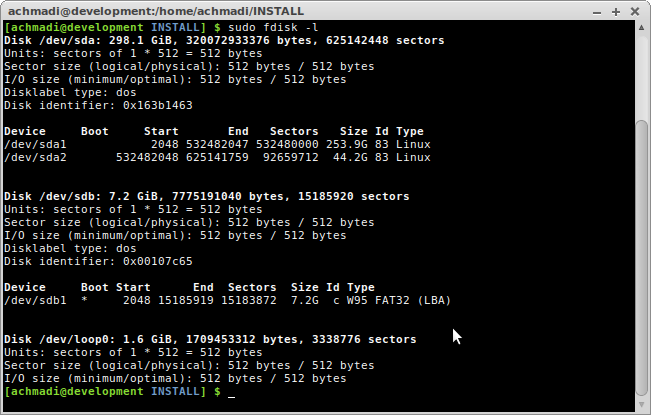 achmadi@development:/home/achmadi/INSTALL
[achmadi@development INSTALL] $ sudo fdisk -l
Disk /dev/sda: 298.1 GiB, 320072933376 bytes, 625142448 sectors
Units: sectors of 1 * 512 = 512 bytes
Sector size (logical/physical): 512 bytes / 512 bytes
I/O size (minimum/optimal): 512 bytes / 512 bytes
Disklabel type: dos
Disk identifier: 0x163b1463
Device     Boot     Start       End   Sectors   Size Id Type
/dev/sda1            2048 532482047 532480000 253.9G 83 Linux
/dev/sda2       532482048 625141759  92659712  44.2G 83 Linux
Disk /dev/sdb: 7.2 GiB, 7775191040 bytes, 15185920 sectors
Units: sectors of 1 * 512 = 512 bytes
Sector size (logical/physical): 512 bytes / 512 bytes
I/O size (minimum/optimal): 512 bytes / 512 bytes
Disklabel type: dos
Disk identifier: 0x00107c65
Device     Boot Start      End  Sectors  Size Id Type
/dev/sdb1  *     2048 15185919 15183872  7.2G  c W95 FAT32 (LBA)
Disk /dev/loop0: 1.6 GiB, 1709453312 bytes, 3338776 sectors
Units: sectors of 1 * 512 = 512 bytes
Sector size (logical/physical): 512 bytes / 512 bytes
I/O size (minimum/optimal): 512 bytes / 512 bytes
[achmadi@development INSTALL] $ _